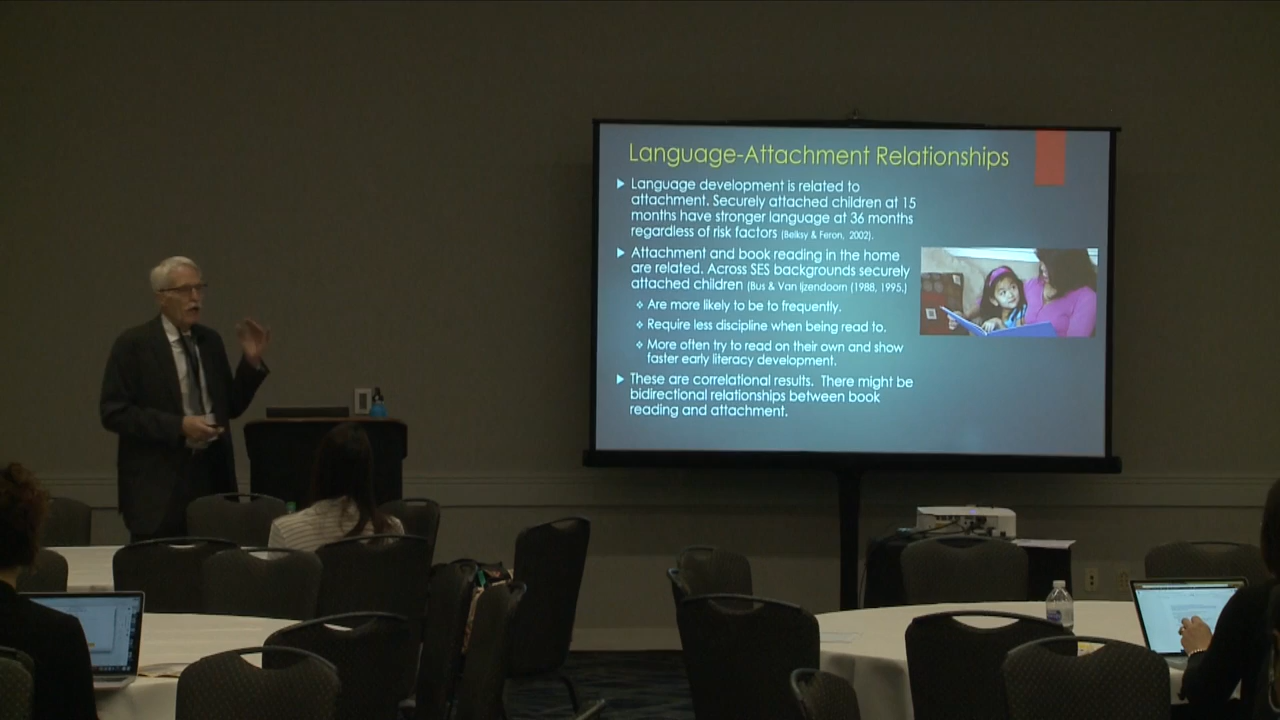 Language-Attachment Relationships
Language development is related to
attachment. Securely attached children at 15
months have stronger language at 36 months
regardless of risk factors (Belksy & Feron, 2002).
Attachment and book reading in the home
are related. Across SES backgrounds securely
attached children (Bus & Van Ijzendoorn (1988, 1995.)
Are more likely to be to frequently.
Require less discipline when being read to.
More often try to read on their own and show
faster early literacy development.
These are correlational results. There might be
bidirectional relationships between book
reading and attachment.